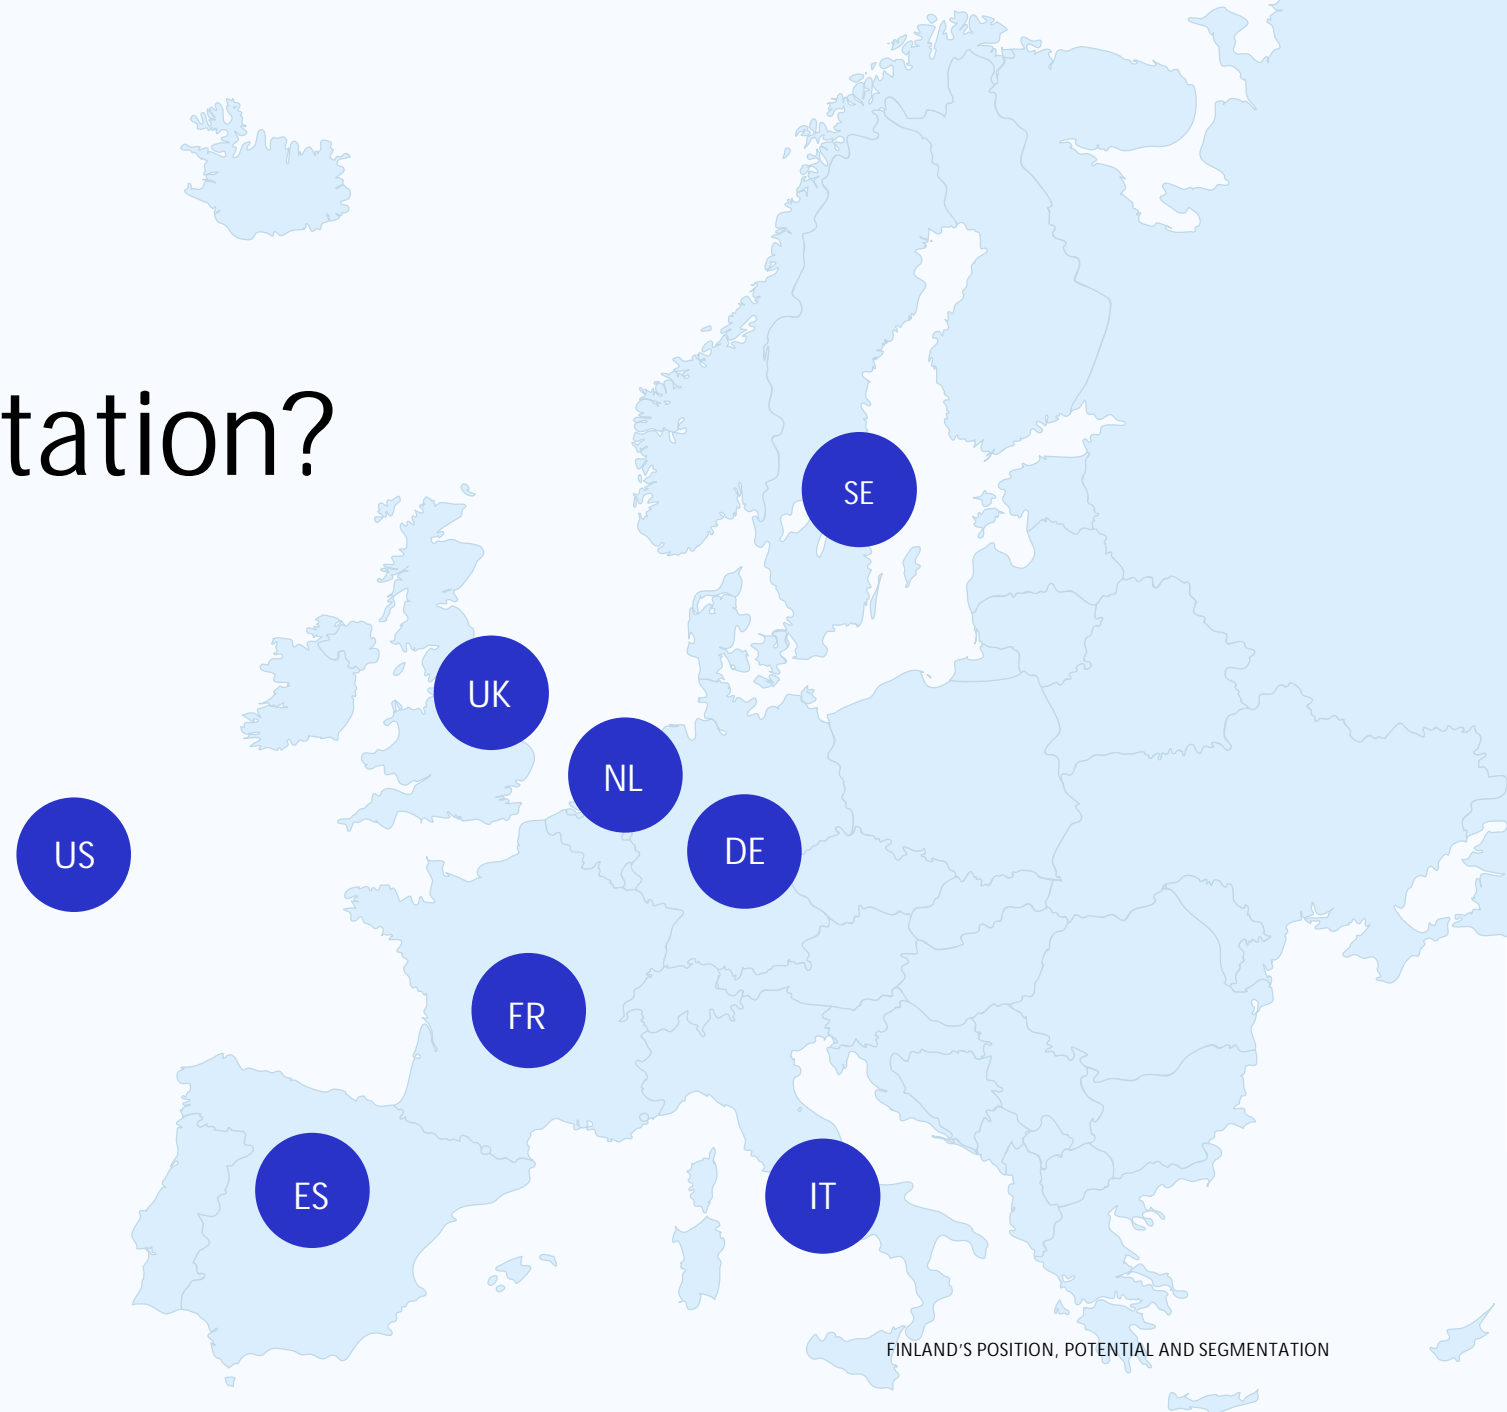 tation?
SE
UK
NL
DE
US
FR
ES
IT
FINLAND'S POSITION, POTENTIAL AND SEGMENTATION